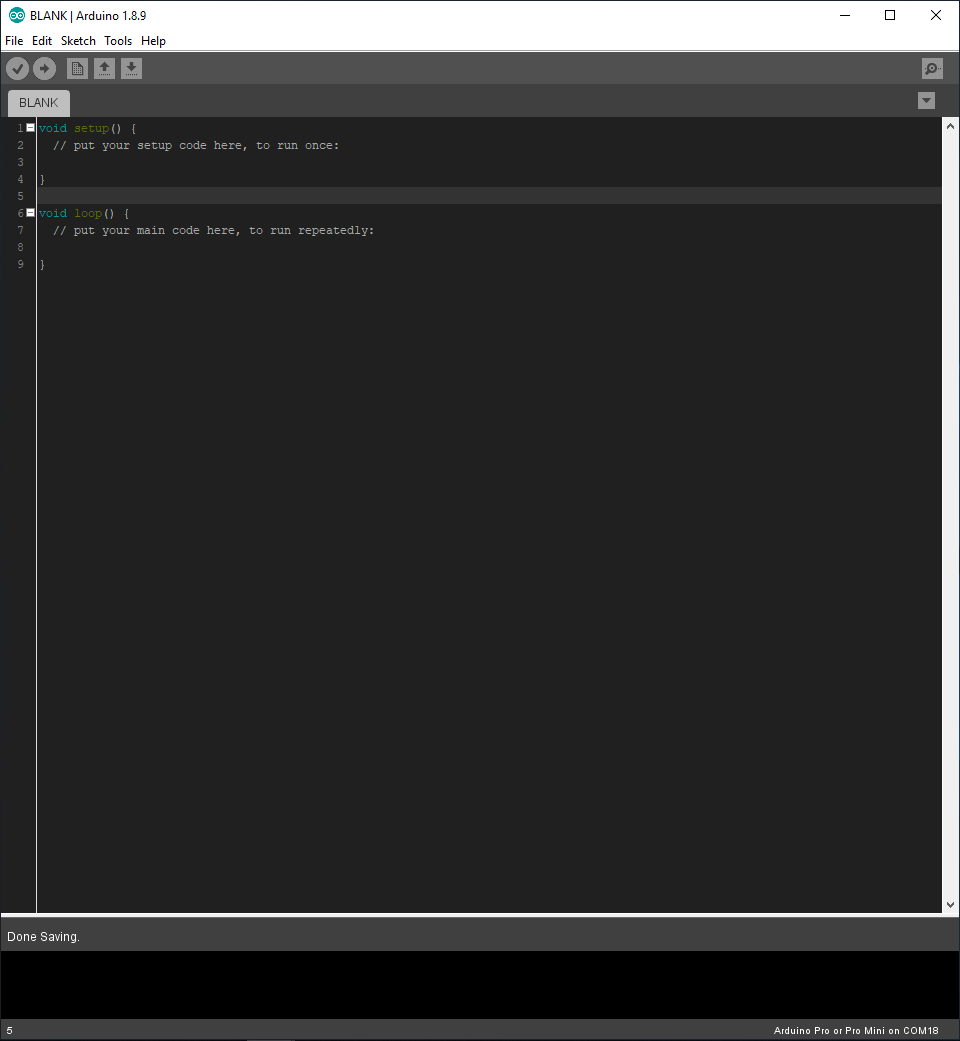 BLANK | Arduino 1.8.9
File Edit Sketch Tools Help
BLANK
1 void setup() {
2   // put your setup code here, to run once:
3
4 }
5
6 void loop() {
7   // put your main code here, to run repeatedly:
8
9 }
Done Saving.
5 Arduino Pro or Pro Mini on COM18